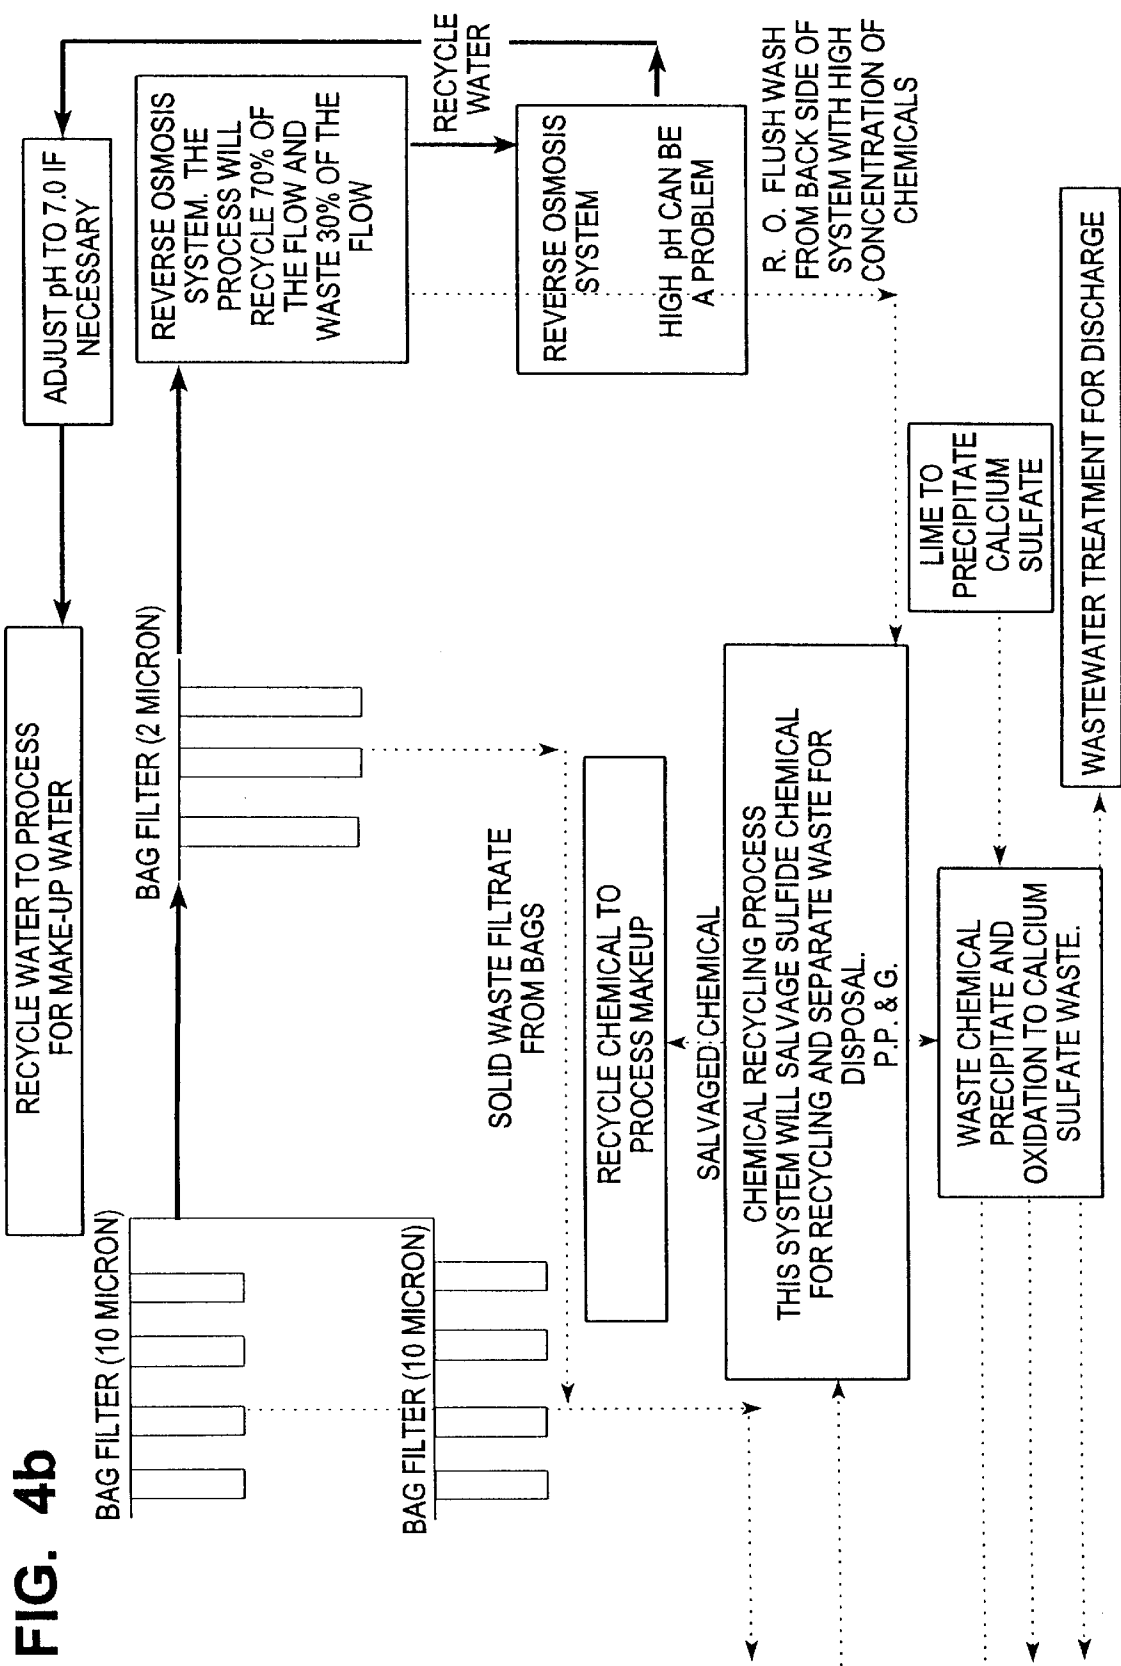 FIG. 4b
RECYCLE WATER TO PROCESS
FOR MAKE-UP WATER
ADJUST pH TO 7.0 IF
NECESSARY
BAG FILTER (10 MICRON)
BAG FILTER (2 MICRON)
REVERSE OSMOSIS
SYSTEM. THE
PROCESS WILL
RECYCLE 70% OF
THE FLOW AND
WASTE 30% OF THE
FLOW
RECYCLE
WATER
BAG FILTER (10 MICRON)
SOLID WASTE FILTRATE
FROM BAGS
REVERSE OSMOSIS
SYSTEM
HIGH pH CAN BE
A PROBLEM
RECYCLE CHEMICAL TO
PROCESS MAKEUP
SALVAGED CHEMICAL
R. O. FLUSH WASH
FROM BACK SIDE OF
SYSTEM WITH HIGH
CONCENTRATION OF
CHEMICALS
CHEMICAL RECYCLING PROCESS
THIS SYSTEM WILL SALVAGE SULFIDE CHEMICAL
FOR RECYCLING AND SEPARATE WASTE FOR
DISPOSAL.
P.P. & G.
LIME TO
PRECIPITATE
CALCIUM
SULFATE
WASTE CHEMICAL
PRECIPITATE AND
OXIDATION TO CALCIUM
SULFATE WASTE.
WASTEWATER TREATMENT FOR DISCHARGE